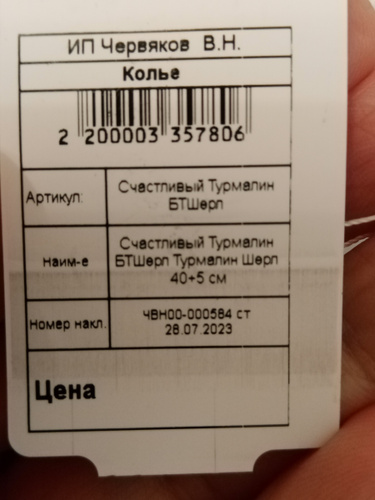 ИП Червяков В.Н.
Колье
2 200003 357806
Артикул:
Счастливый Турмалин
БТШерл
наим-е
Счастливый Турмалин
БТШерл Турмалин Шерл
40+5 см
Номер накл.
ЧВН00-000584 ст
28.07.2023
Цена